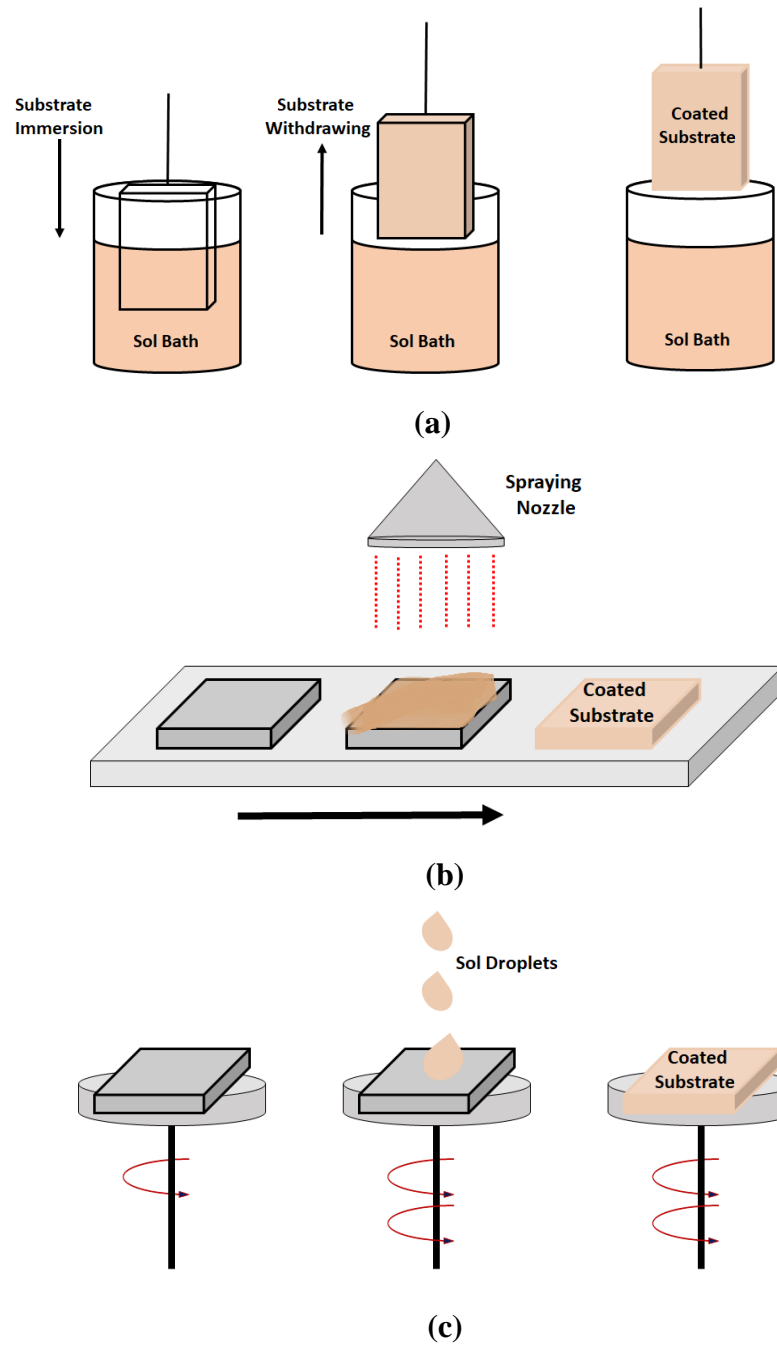 Substrate
Immersion
Substrate
Withdrawing
Coated
Substrate
Sol Bath
Sol Bath
Sol Bath
(a)
Spraying
Nozzle
Coated
Substrate
(b)
Sol Droplets
Coated
Substrate
(c)